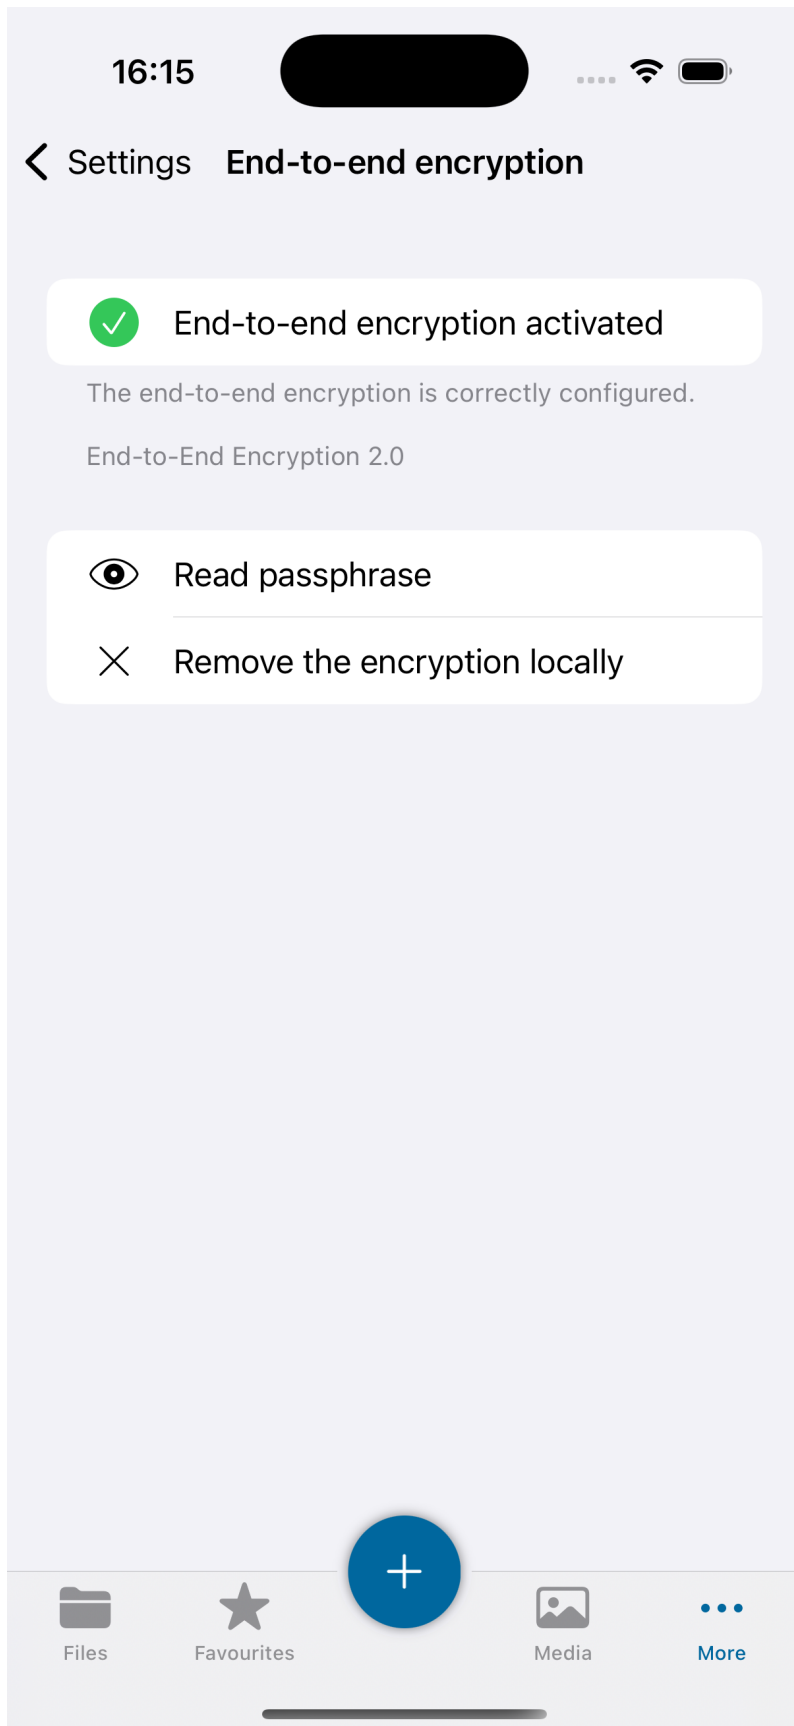 16:15
Settings End-to-end encryption
End-to-end encryption activated
The end-to-end encryption is correctly configured.
End-to-End Encryption 2.0
Read passphrase
Remove the encryption locally
Files Favourites Media More